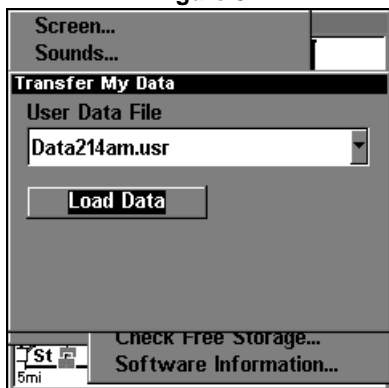 Screen...
Sounds...
Transfer My Data
User Data File
Data214am.usr
Load Data
Check Free Storage...
St
Software Information...
5mi